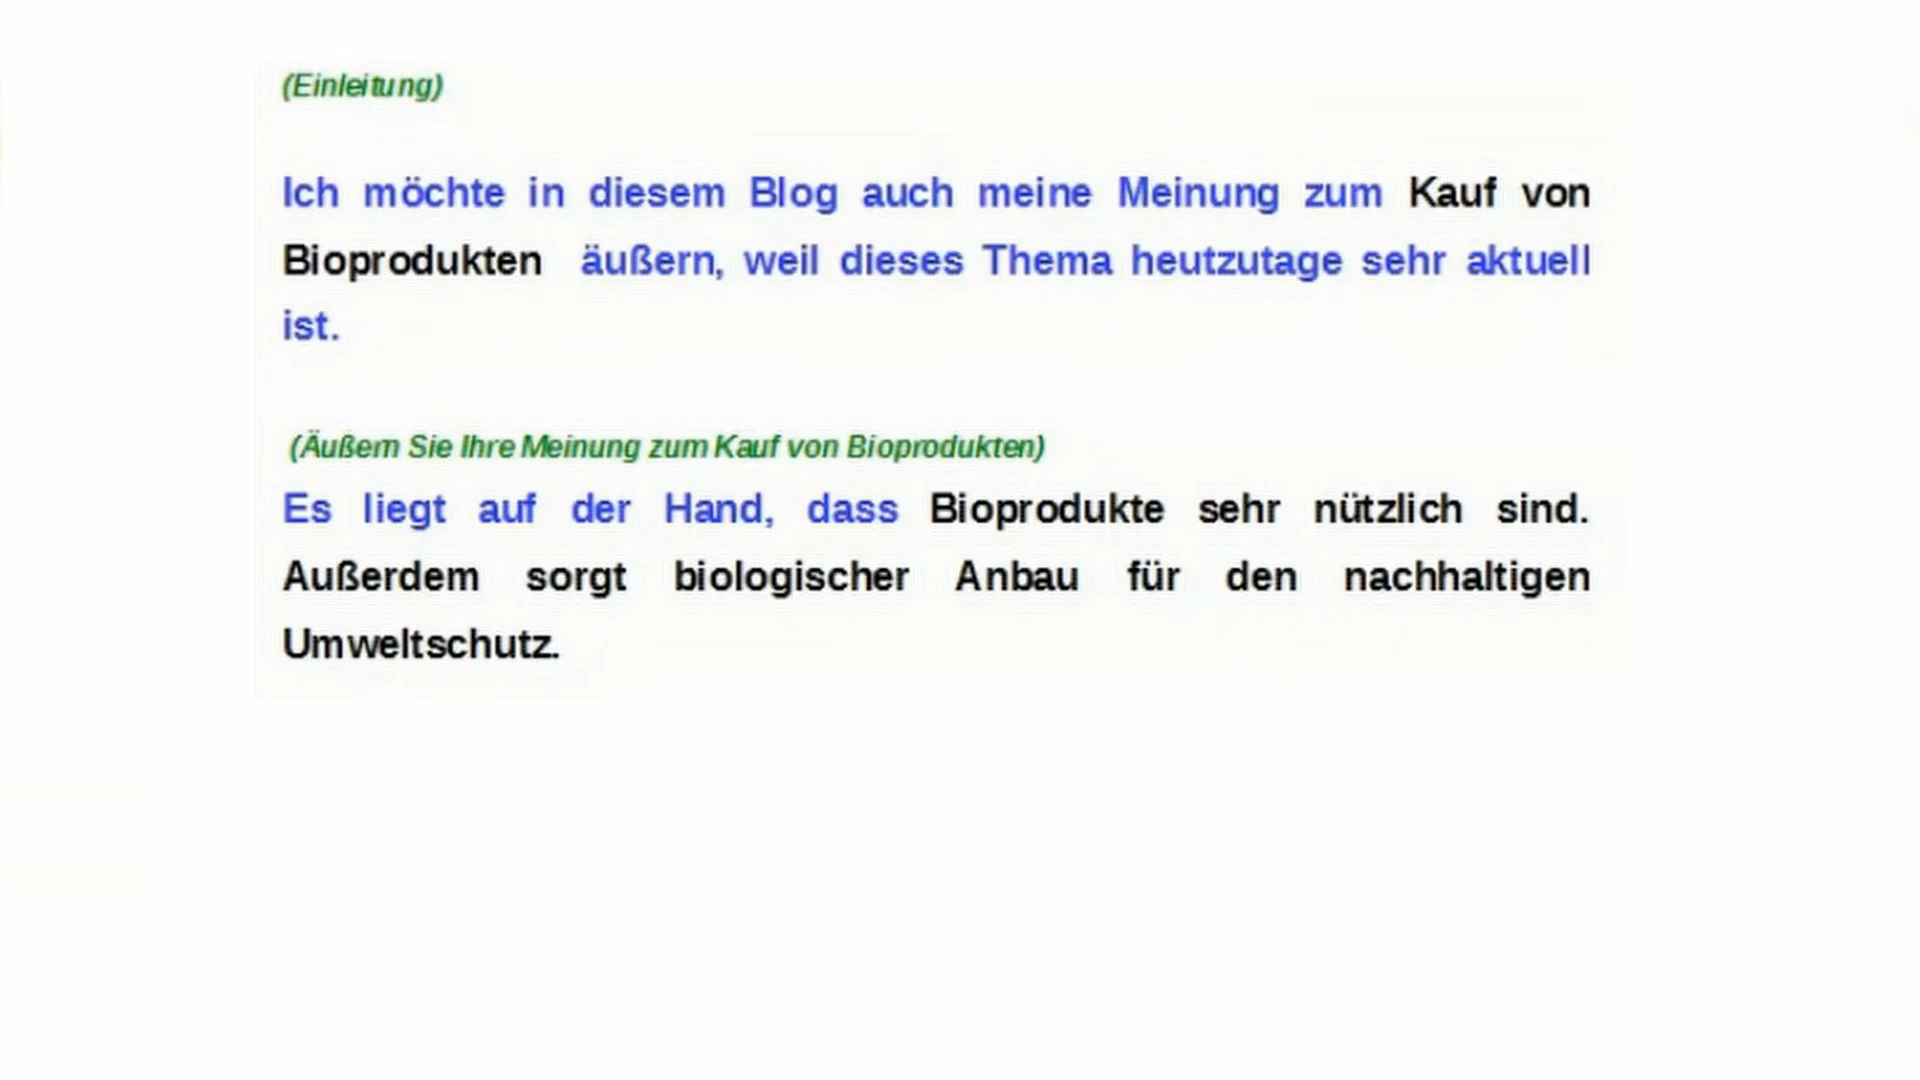 (Einleitung)
Ich möchte in diesem Blog auch meine Meinung zum Kauf von
Bioprodukten äußern, weil dieses Thema heutzutage sehr aktuell
ist.
(Äußern Sie Ihre Meinung zum Kauf von Bioprodukten)
Es liegt auf der Hand, dass Bioprodukte sehr nützlich sind.
Außerdem sorgt biologischer Anbau für den nachhaltigen
Umweltschutz.